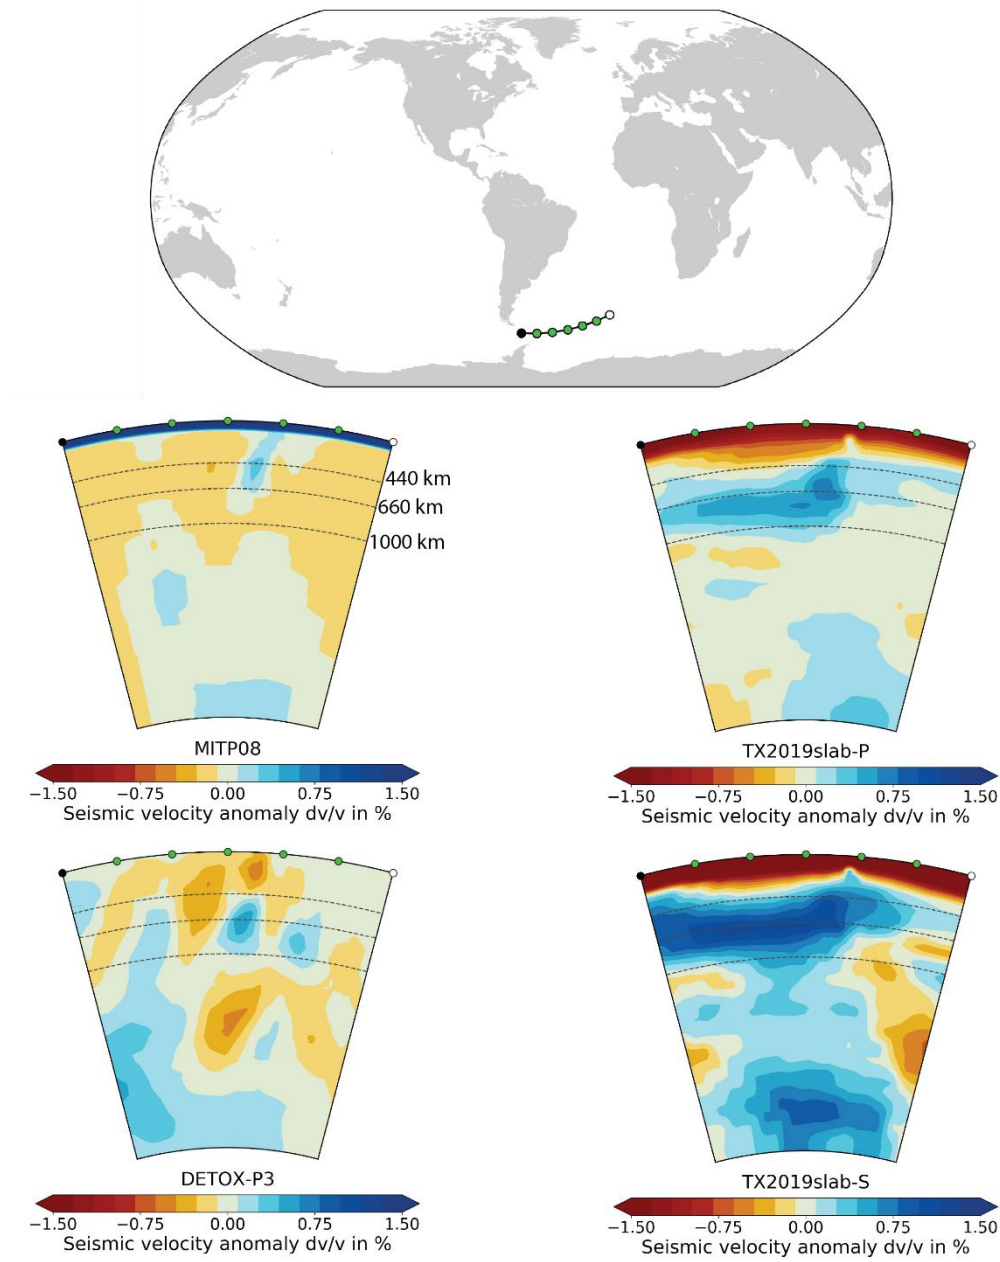 440 km
660 km
1000 km
MITP08
−1.50 −0.75 0.00 0.75 1.50
Seismic velocity anomaly dv/v in %
TX2019slab-P
−1.50 −0.75 0.00 0.75 1.50
Seismic velocity anomaly dv/v in %
DETOX-P3
−1.50 −0.75 0.00 0.75 1.50
Seismic velocity anomaly dv/v in %
TX2019slab-S
−1.50 −0.75 0.00 0.75 1.50
Seismic velocity anomaly dv/v in %